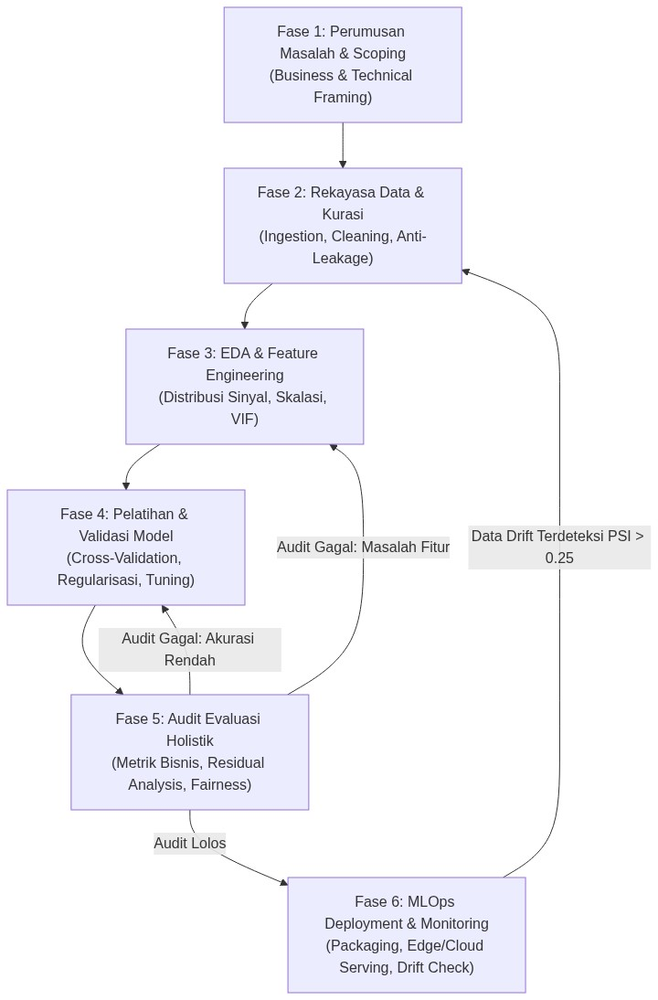 Fase 1: Perumusan
Masalah & Scoping
(Business & Technical
Framing)
Fase 2: Rekayasa Data &
Kurasi
(Ingestion, Cleaning, Anti-
Leakage)
Fase 3: EDA & Feature
Engineering
(Distribusi Sinyal, Skalasi,
VIF)
Fase 4: Pelatihan &
Validasi Model
(Cross-Validation,
Regularisasi, Tuning)
Audit Gagal: Masalah Fitur
Data Drift Terdeteksi PSI >
0.25
Audit Gagal: Akurasi
Rendah
Fase 5: Audit Evaluasi
Holistik
(Metrik Bisnis, Residual
Analysis, Fairness)
Audit Lolos
Fase 6: MLOps
Deployment & Monitoring
(Packaging, Edge/Cloud
Serving, Drift Check)